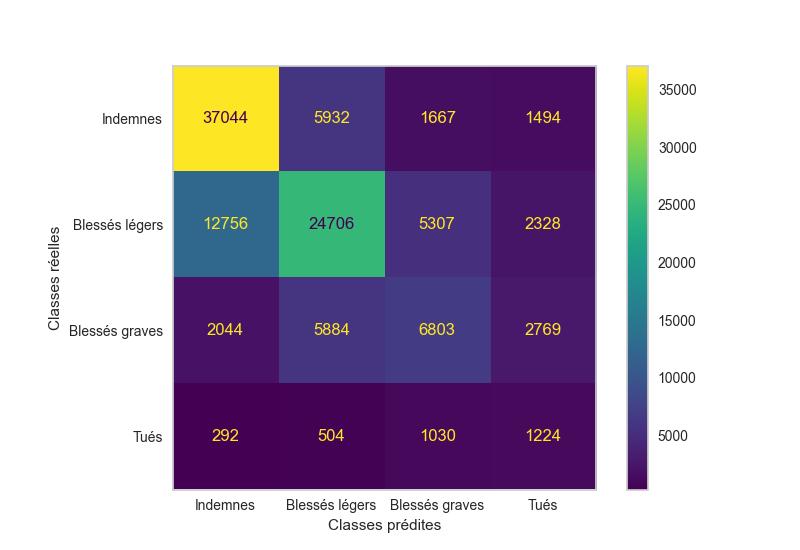 Indemnes 37044 5932 1667 1494
Blessés légers 12756 24706 5307 2328
Blessés graves 2044 5884 6803 2769
Tués 292 504 1030 1224
Indemnes Blessés légers Blessés graves Tués
Classes prédites
Classes réelles
35000
30000
25000
20000
15000
10000
5000